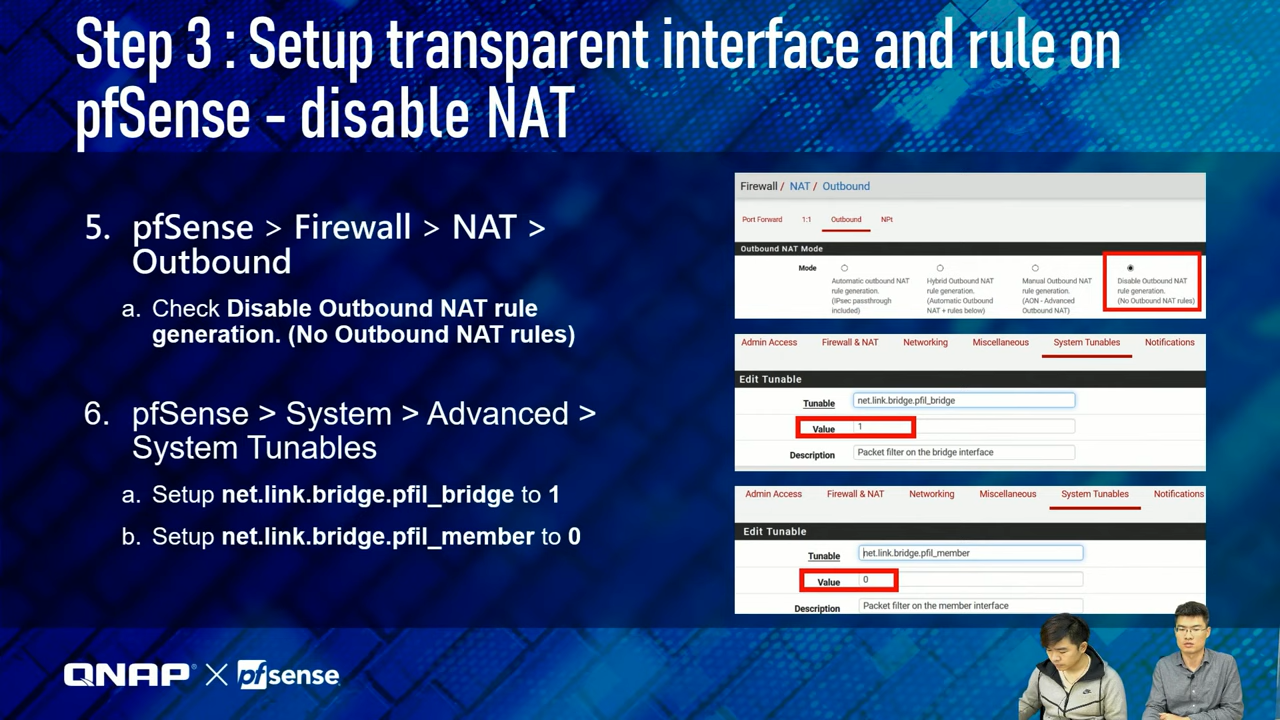 Step 3 : Setup transparent interface and rule on
pfSense - disable NAT
5. pfSense > Firewall > NAT >
Outbound
a. Check Disable Outbound NAT rule
generation. (No Outbound NAT rules)
6. pfSense > System > Advanced >
System Tunables
a. Setup net.link.bridge.pfil_bridge to 1
b. Setup net.link.bridge.pfil_member to 0
Firewall / NAT / Outbound
Port Forward 1:1 Outbound NPt
Outbound NAT Mode
Mode
Automatic outbound NAT
rule generation.
(IPsec passthrough
included)
Hybrid Outbound NAT
rule generation.
(Automatic Outbound
NAT + rules below)
Manual Outbound NAT
rule generation.
(AON - Advanced
Outbound NAT)
Disable Outbound NAT
rule generation.
(No Outbound NAT rules)
Admin Access Firewall & NAT Networking Miscellaneous System Tunables Notifications
Edit Tunable
Tunable net.link.bridge.pfil_bridge
Value 1
Description Packet filter on the bridge interface
Admin Access Firewall & NAT Networking Miscellaneous System Tunables Notifications
Edit Tunable
Tunable net.link.bridge.pfil_member
Value 0
Description Packet filter on the member interface
QNAP X pfsense